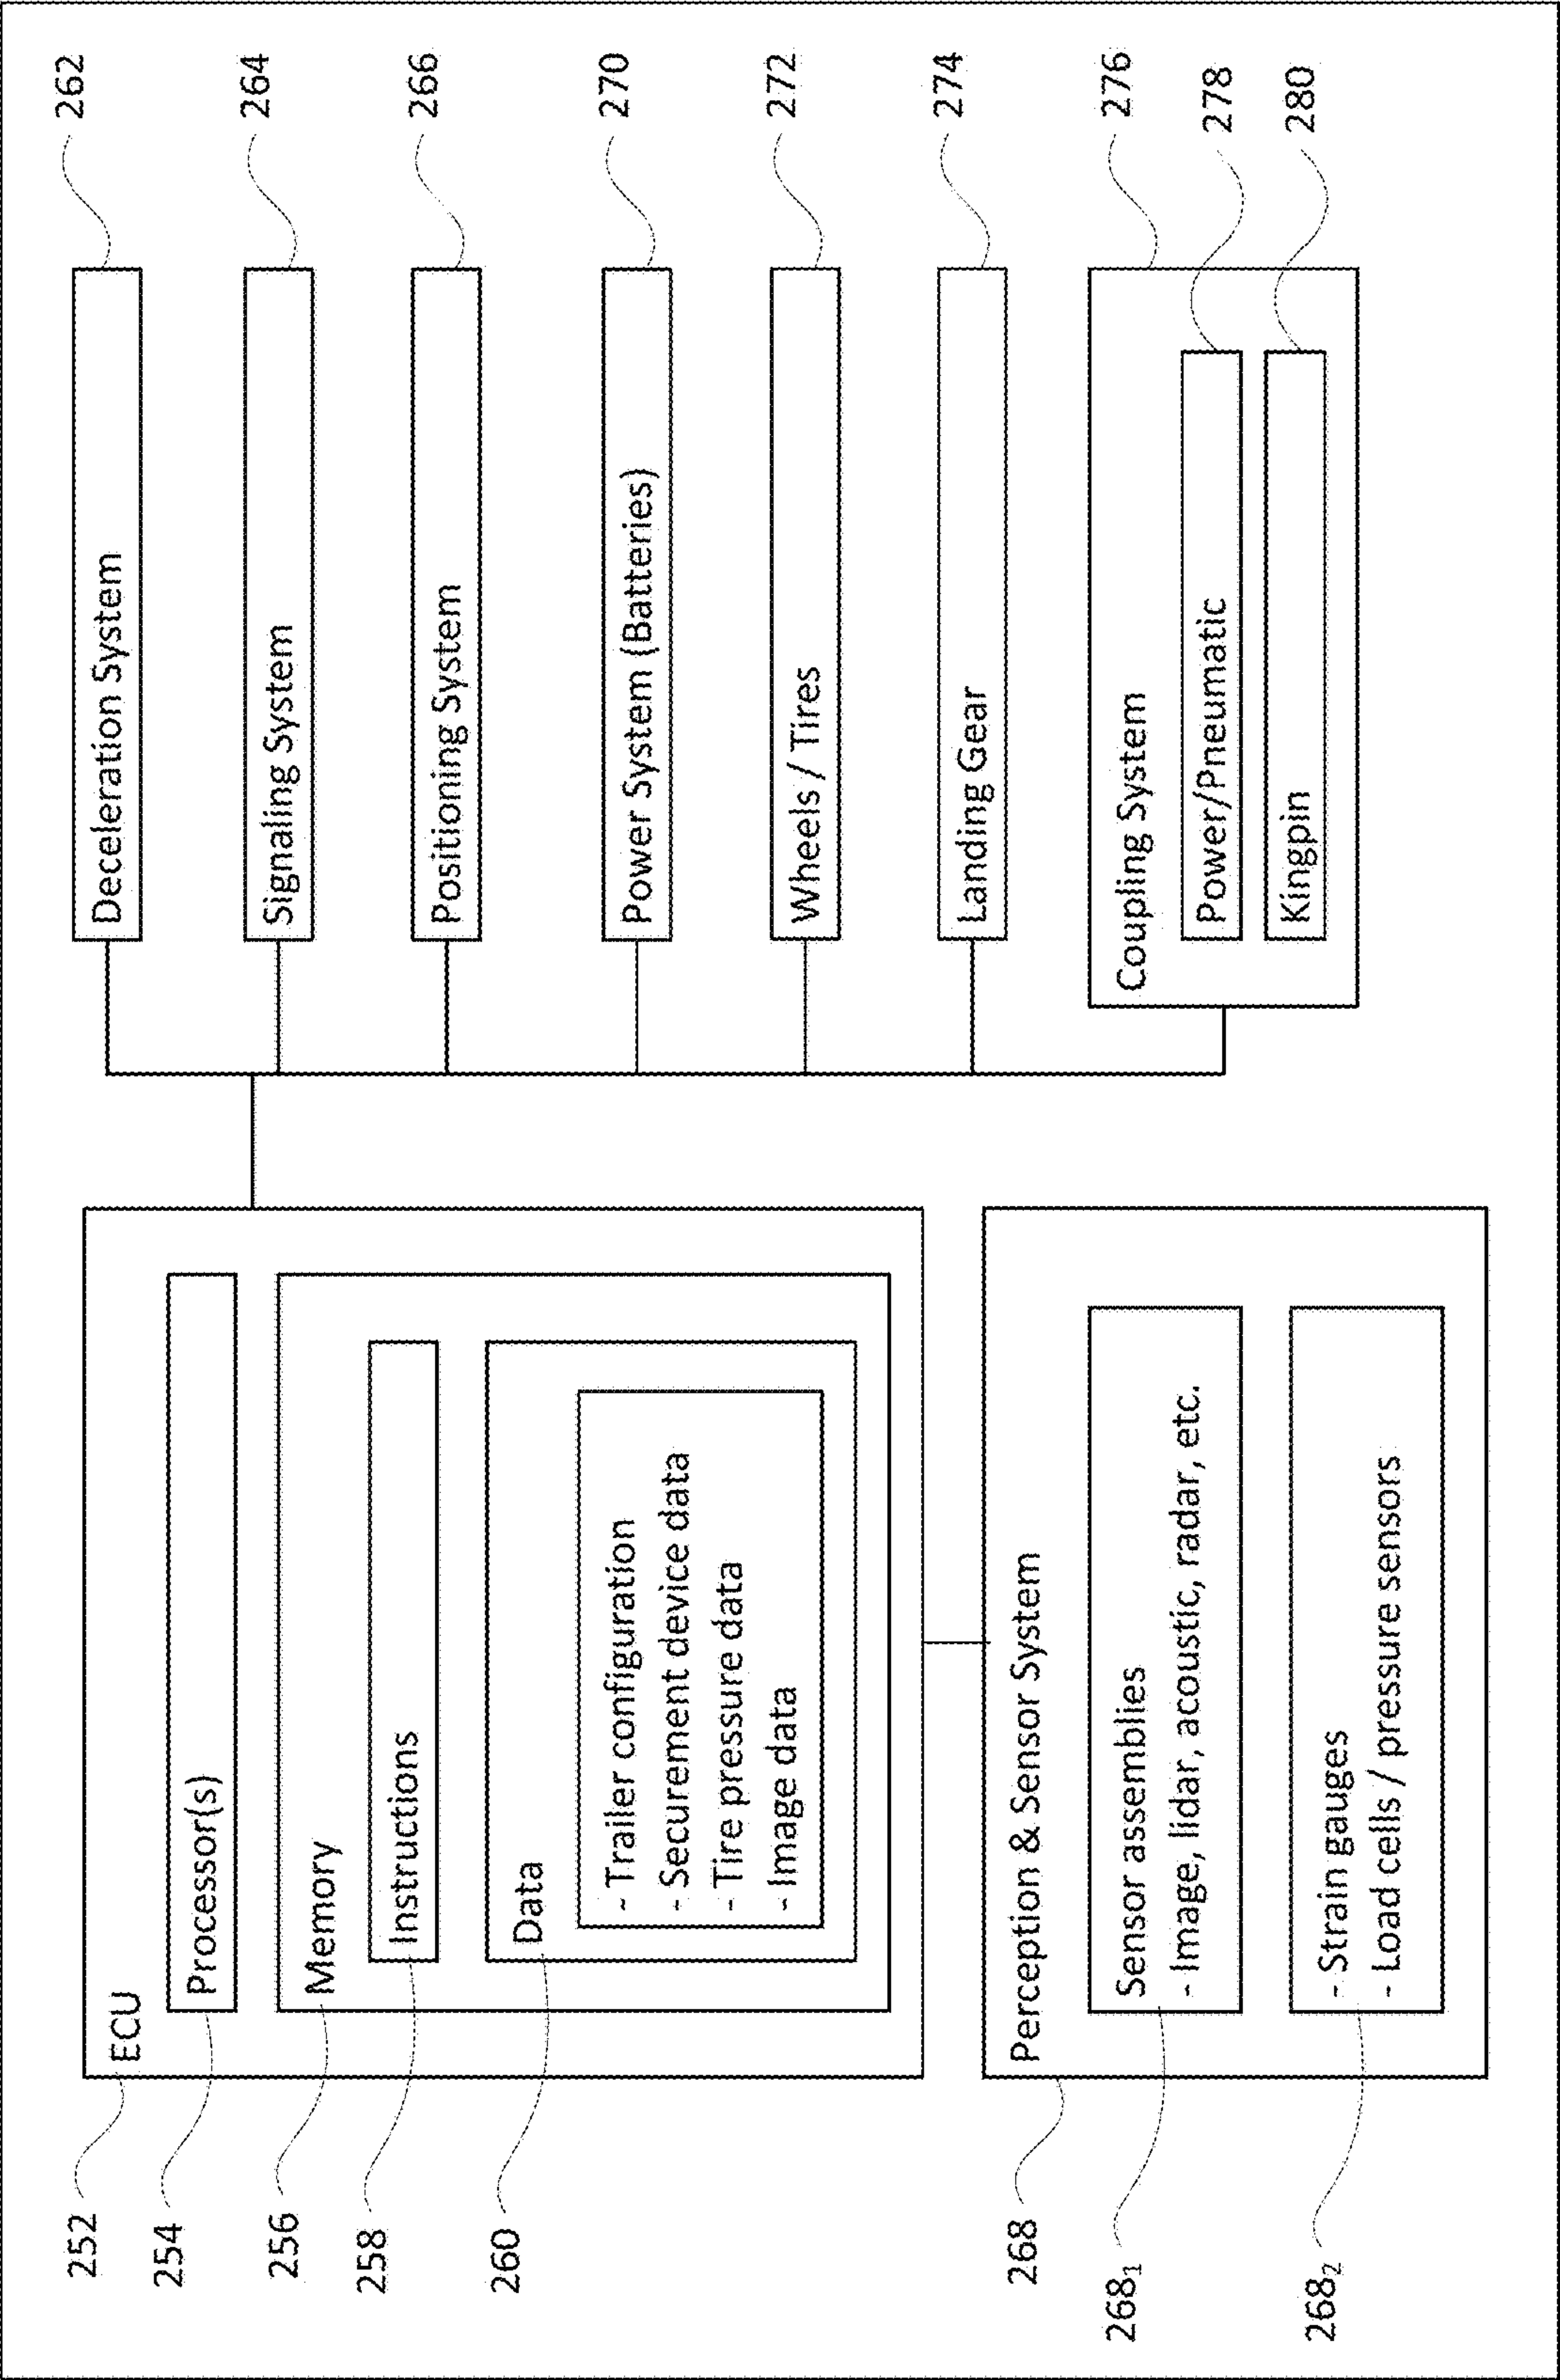 252
ECU
254
Processor(s)
256
Memory
258
Instructions
260
Data
- Trailer configuration
- Securement device data
- Tire pressure data
- Image data
268
Perception & Sensor System
268₁
Sensor assemblies
- Image, lidar, acoustic, radar, etc.
268₂
- Strain gauges
- Load cells / pressure sensors
Deceleration System
262
Signaling System
264
Positioning System
266
Power System (Batteries)
270
Wheels / Tires
272
Landing Gear
274
Coupling System
276
Power/Pneumatic
278
Kingpin
280